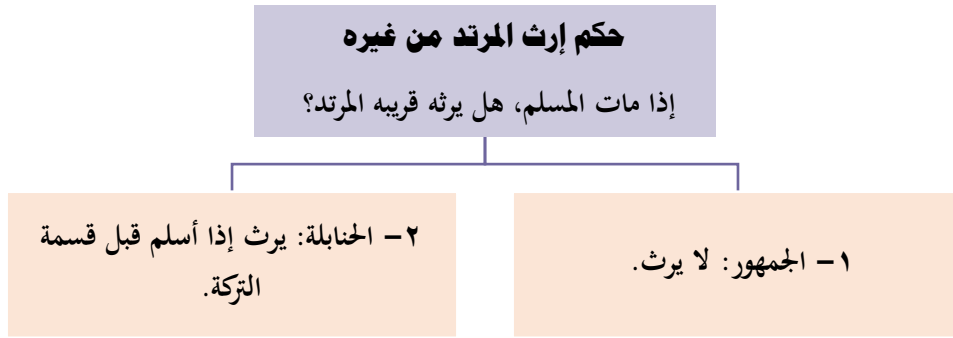 حكم إرث المرتد من غيره
إذا مات المسلم، هل يرثه قريبه المرتد؟
١– الجمهور: لا يرث.
٢– الحنابلة: يرث إذا أسلم قبل قسمة
التركة.